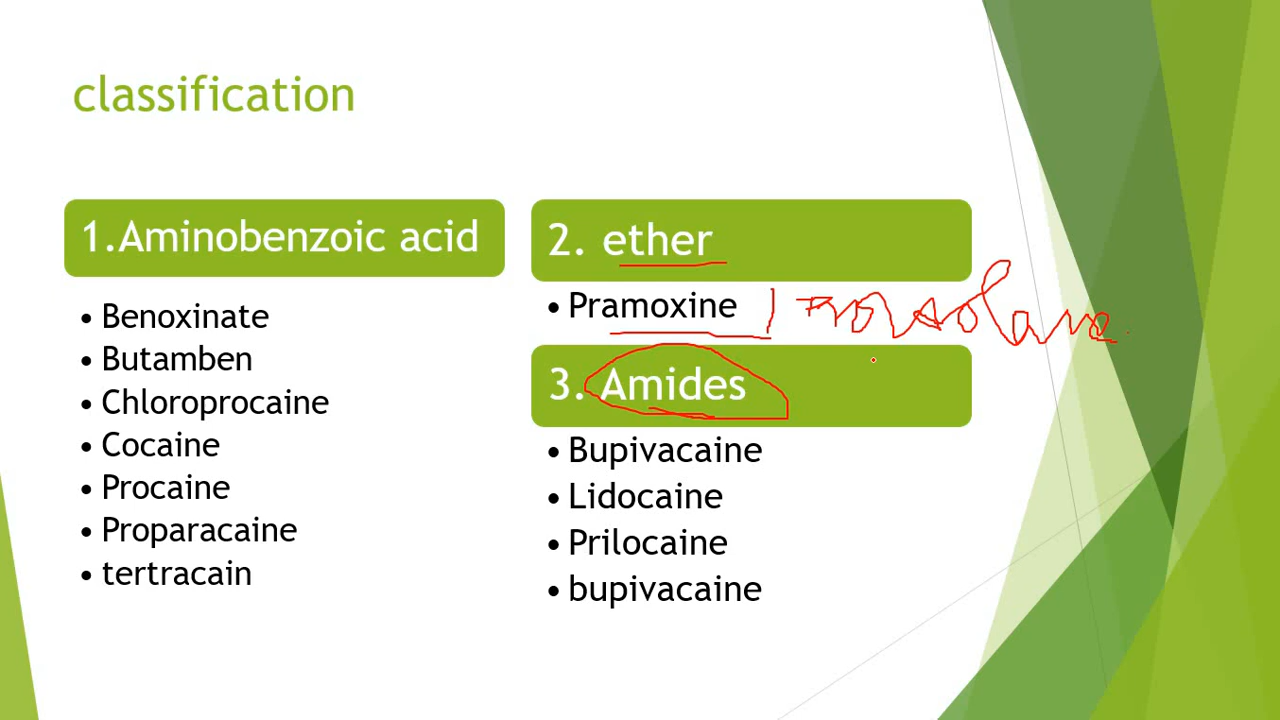 classification
1.Aminobenzoic acid
• Benoxinate
• Butamben
• Chloroprocaine
• Cocaine
• Procaine
• Proparacaine
• tertracain
2. ether
• Pramoxine
3. Amides
• Bupivacaine
• Lidocaine
• Prilocaine
• bupivacaine